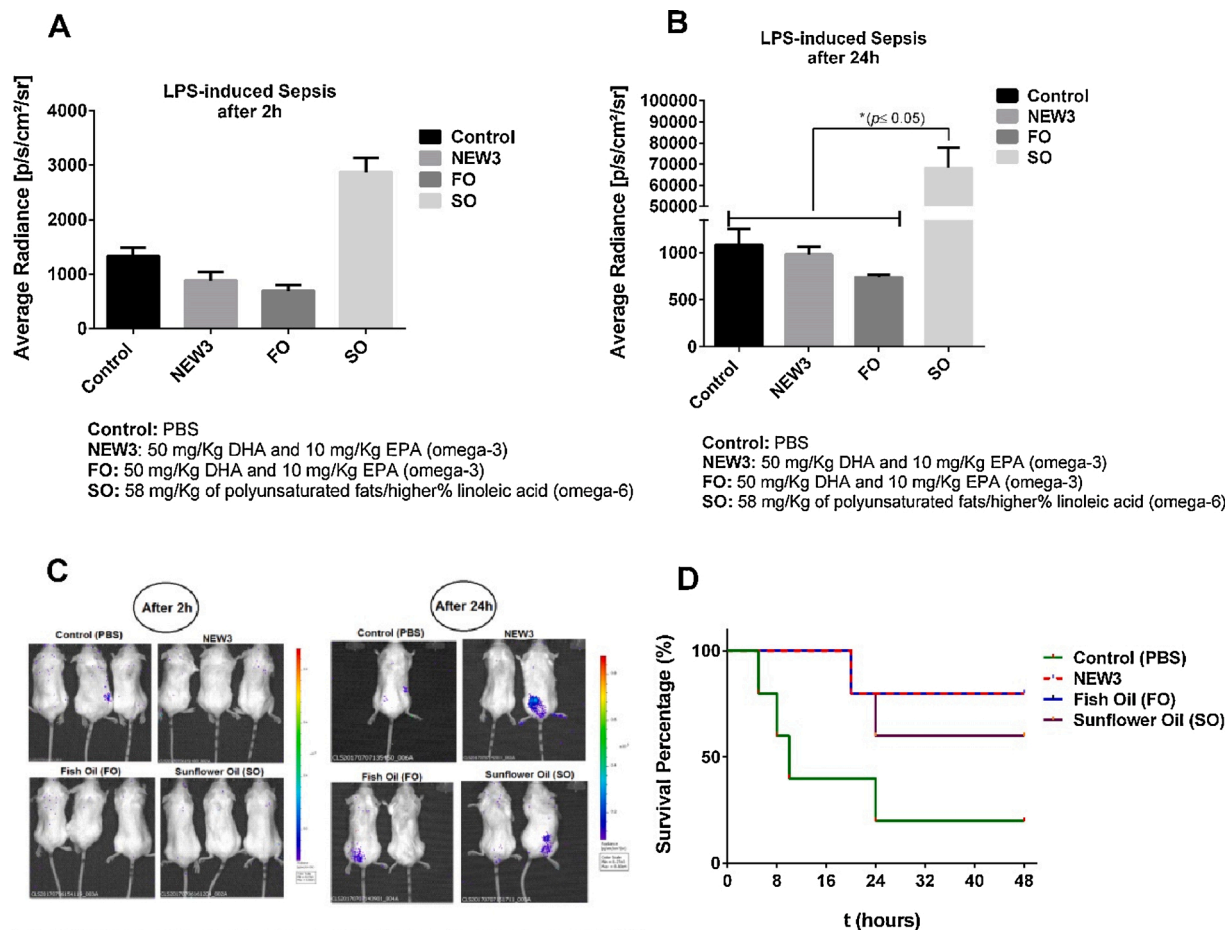 A
LPS-induced Sepsis
after 2h
Average Radiance [p/s/cm²/sr]
4000
3000
2000
1000
0
Control
NEW3
FO
SO
Control
NEW3
FO
SO
Control: PBS
NEW3: 50 mg/Kg DHA and 10 mg/Kg EPA (omega-3)
FO: 50 mg/Kg DHA and 10 mg/Kg EPA (omega-3)
SO: 58 mg/Kg of polyunsaturated fats/higher% linoleic acid (omega-6)
B
LPS-induced Sepsis
after 24h
Average Radiance [p/s/cm²/sr]
100000
90000
80000
70000
60000
50000
1000
500
0
*(p≤ 0.05)
Control
NEW3
FO
SO
Control
NEW3
FO
SO
Control: PBS
NEW3: 50 mg/Kg DHA and 10 mg/Kg EPA (omega-3)
FO: 50 mg/Kg DHA and 10 mg/Kg EPA (omega-3)
SO: 58 mg/Kg of polyunsaturated fats/higher% linoleic acid (omega-6)
C
After 2h
Control (PBS)
NEW3
Fish Oil (FO)
Sunflower Oil (SO)
After 24h
Control (PBS)
NEW3
Fish Oil (FO)
Sunflower Oil (SO)
D
Survival Percentage (%)
100
50
0
0
8
16
24
32
40
48
t (hours)
Control (PBS)
NEW3
Fish Oil (FO)
Sunflower Oil (SO)